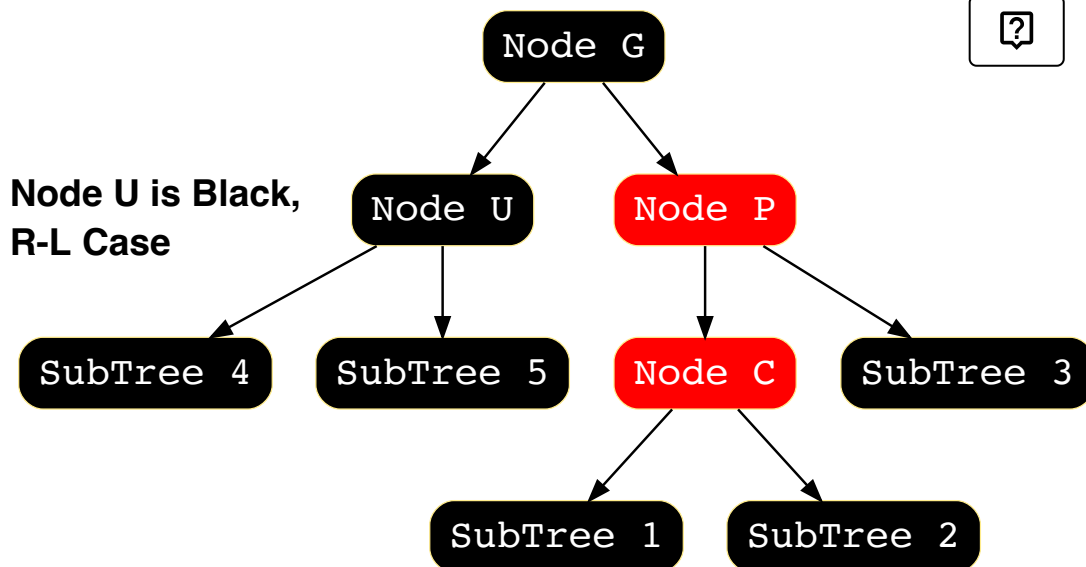 Node G
Node U is Black,
R-L Case
Node U
Node P
SubTree 4
SubTree 5
Node C
SubTree 3
SubTree 1
SubTree 2